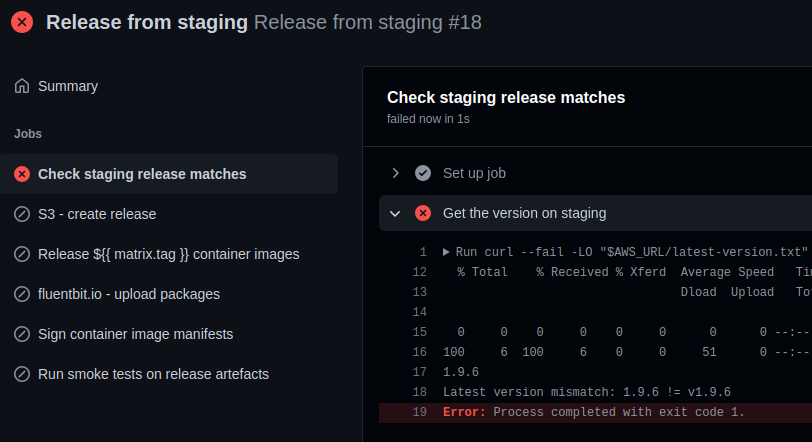 Release from staging Release from staging #18
Summary
Jobs
Check staging release matches
S3 - create release
Release ${{ matrix.tag }} container images
fluentbit.io - upload packages
Sign container image manifests
Run smoke tests on release artefacts
Check staging release matches
failed now in 1s
Set up job
Get the version on staging
1 Run curl --fail -LO "$AWS_URL/latest-version.txt"
12 % Total % Received % Xferd Average Speed Tim
13 Dload Upload Tot
14
15 0 0 0 0 0 0 0 0 --:--
16 100 6 100 6 0 0 51 0 --:--
17 1.9.6
18 Latest version mismatch: 1.9.6 != v1.9.6
19 Error: Process completed with exit code 1.